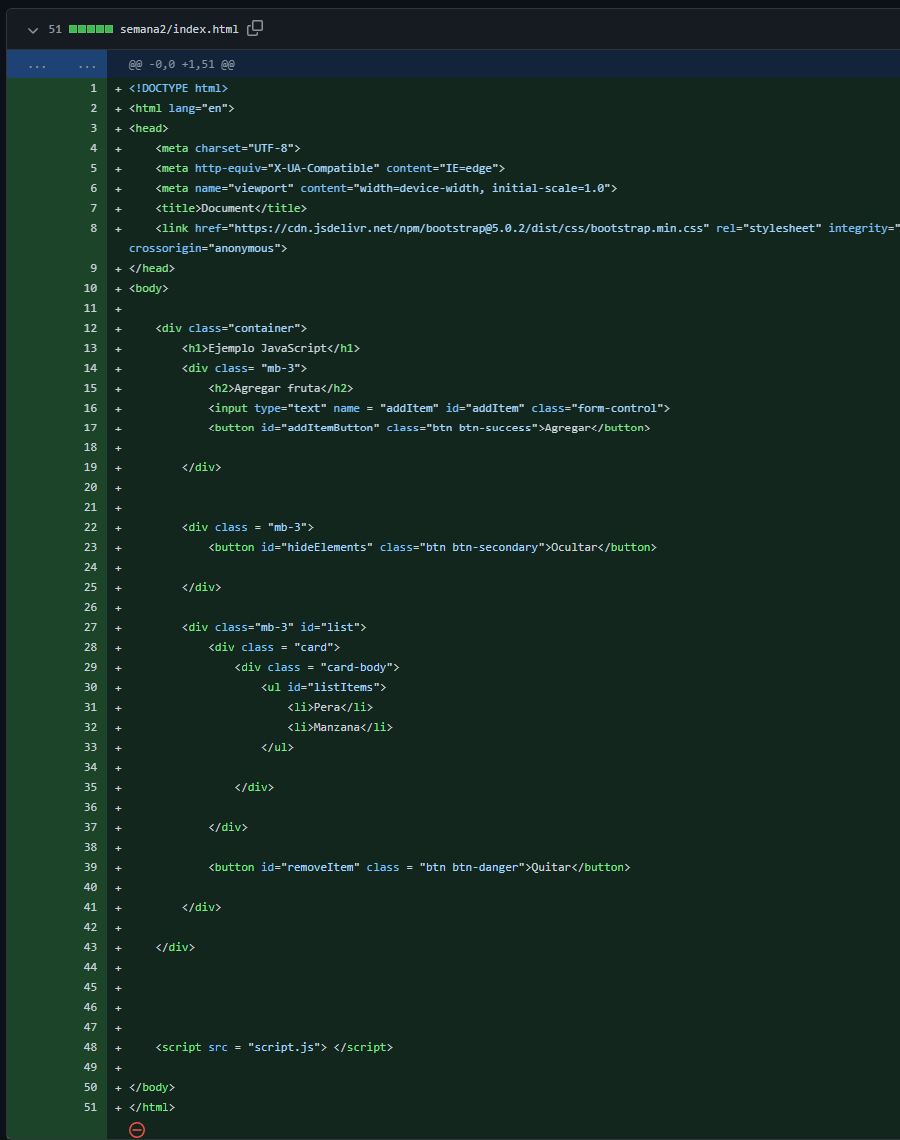 51 semana2/index.html
... ... @@ -0,0 +1,51 @@
1 + <!DOCTYPE html>
2 + <html lang="en">
3 + <head>
4 +     <meta charset="UTF-8">
5 +     <meta http-equiv="X-UA-Compatible" content="IE=edge">
6 +     <meta name="viewport" content="width=device-width, initial-scale=1.0">
7 +     <title>Document</title>
8 +     <link href="https://cdn.jsdelivr.net/npm/bootstrap@5.0.2/dist/css/bootstrap.min.css" rel="stylesheet" integrity="
crossorigin="anonymous">
9 + </head>
10 + <body>
11 +
12 +     <div class="container">
13 +         <h1>Ejemplo JavaScript</h1>
14 +         <div class= "mb-3">
15 +             <h2>Agregar fruta</h2>
16 +             <input type="text" name = "addItem" id="addItem" class="form-control">
17 +             <button id="addItemButton" class="btn btn-success">Agregar</button>
18 +
19 +         </div>
20 +
21 +
22 +         <div class = "mb-3">
23 +             <button id="hideElements" class="btn btn-secondary">Ocultar</button>
24 +
25 +         </div>
26 +
27 +         <div class="mb-3" id="list">
28 +             <div class = "card">
29 +                 <div class = "card-body">
30 +                     <ul id="listItems">
31 +                         <li>Pera</li>
32 +                         <li>Manzana</li>
33 +                     </ul>
34 +
35 +                 </div>
36 +
37 +             </div>
38 +
39 +             <button id="removeItem" class = "btn btn-danger">Quitar</button>
40 +
41 +         </div>
42 +
43 +     </div>
44 +
45 +
46 +
47 +
48 +     <script src = "script.js"> </script>
49 +
50 + </body>
51 + </html>